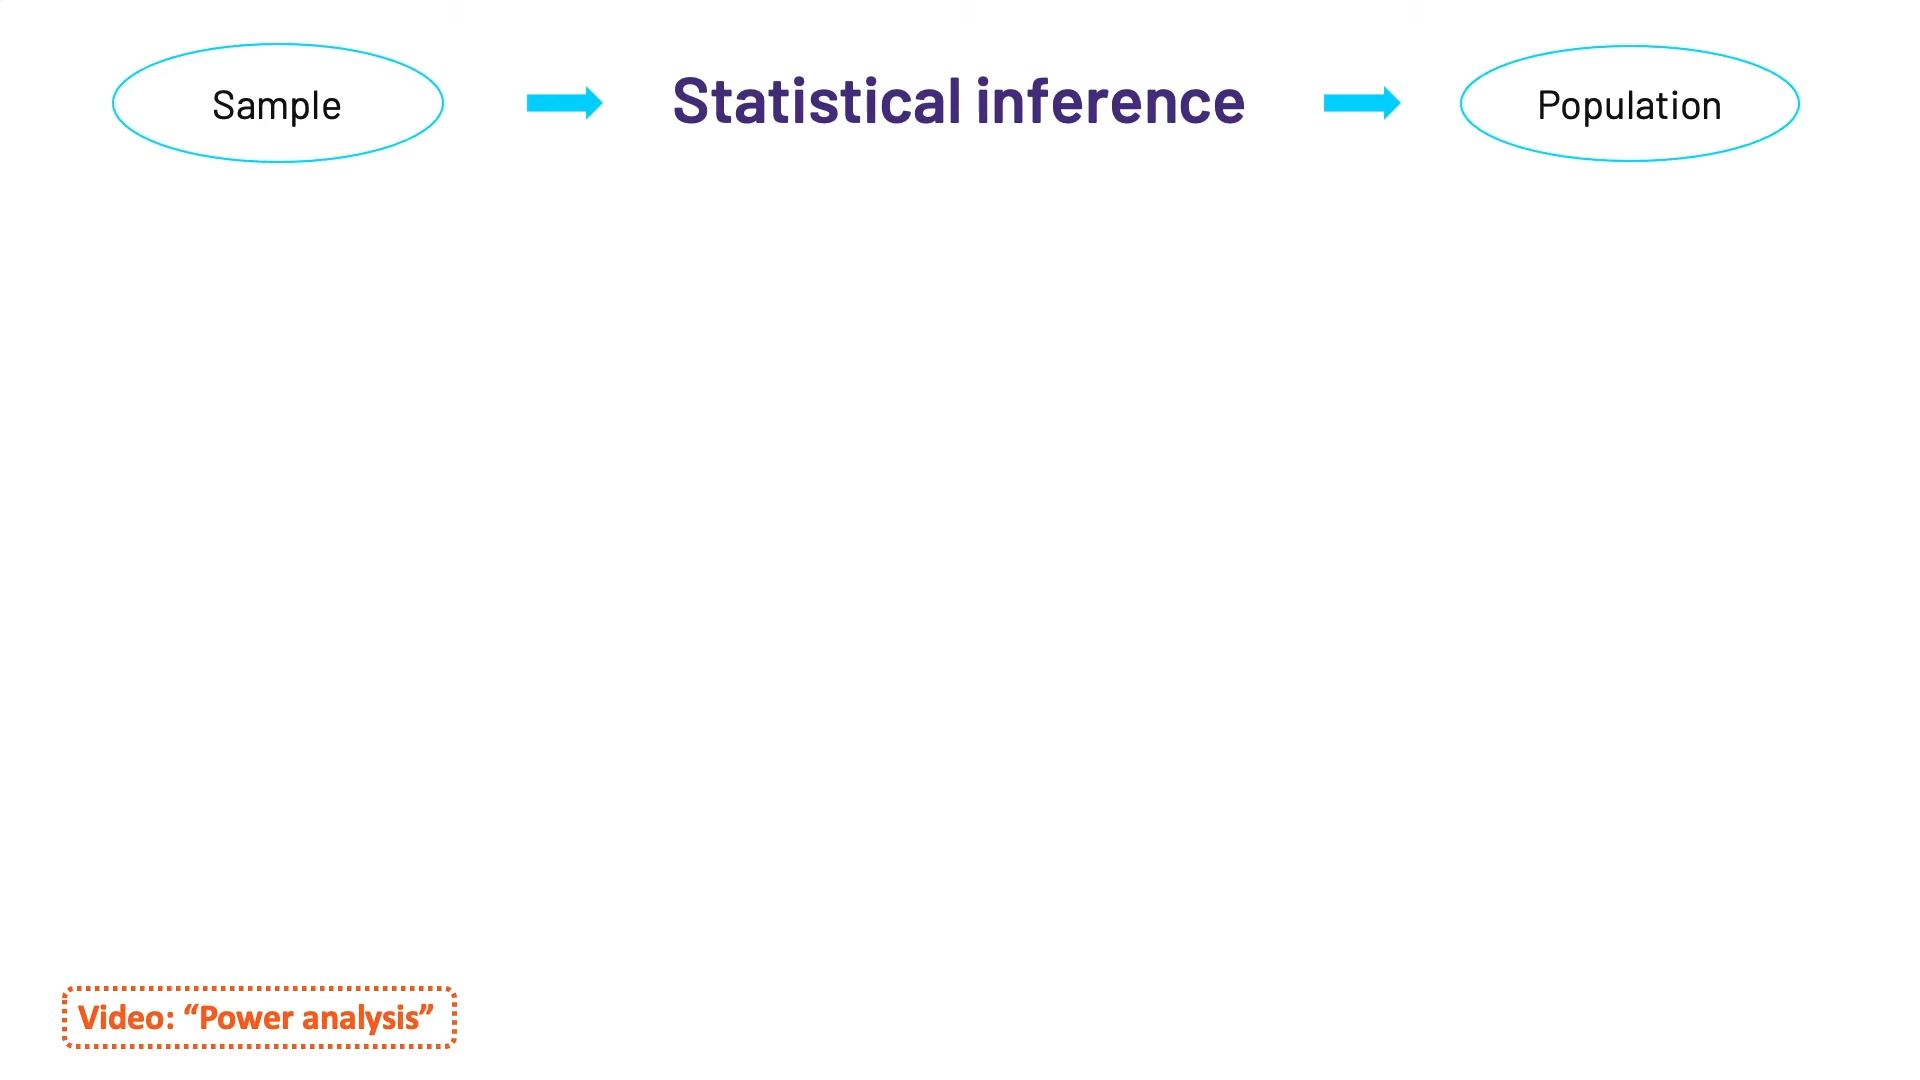 Sample
Statistical inference
Population
Video: “Power analysis”